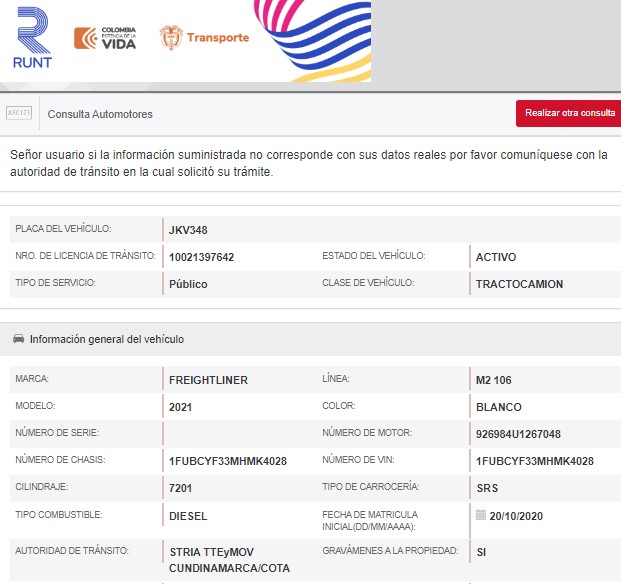 RUNT
COLOMBIA
POTENCIA DE LA
VIDA
Transporte
ABC123
Consulta Automotores
Realizar otra consulta
Señor usuario si la información suministrada no corresponde con sus datos reales por favor comuníquese con la
autoridad de tránsito en la cual solicitó su trámite.
PLACA DEL VEHÍCULO: JKV348
NRO. DE LICENCIA DE TRÁNSITO: 10021397642 ESTADO DEL VEHÍCULO: ACTIVO
TIPO DE SERVICIO: Público CLASE DE VEHÍCULO: TRACTOCAMION
Información general del vehículo
MARCA: FREIGHTLINER LÍNEA: M2 106
MODELO: 2021 COLOR: BLANCO
NÚMERO DE SERIE: NÚMERO DE MOTOR: 926984U1267048
NÚMERO DE CHASIS: 1FUBCYF33MHMK4028 NÚMERO DE VIN: 1FUBCYF33MHMK4028
CILINDRAJE: 7201 TIPO DE CARROCERÍA: SRS
TIPO COMBUSTIBLE: DIESEL FECHA DE MATRICULA
INICIAL(DD/MM/AAAA): 20/10/2020
AUTORIDAD DE TRÁNSITO: STRIA TTEyMOV
CUNDINAMARCA/COTA GRAVÁMENES A LA PROPIEDAD: SI